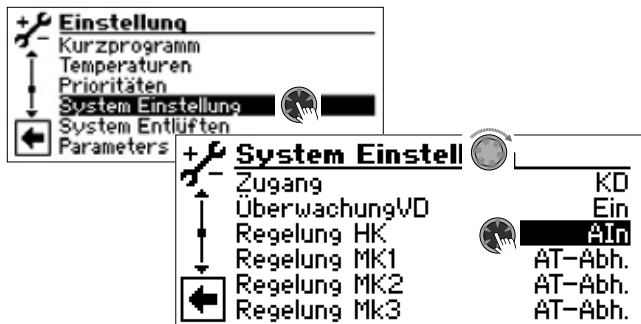 Einstellung
Kurzprogramm
Temperaturen
Prioritäten
System Einstellung
System Entlüften
Parameters
System Einstell
Zugang KD
ÜberwachungVD Ein
Regelung HK AIn
Regelung MK1 AT-Abh.
Regelung MK2 AT-Abh.
Regelung Mk3 AT-Abh.